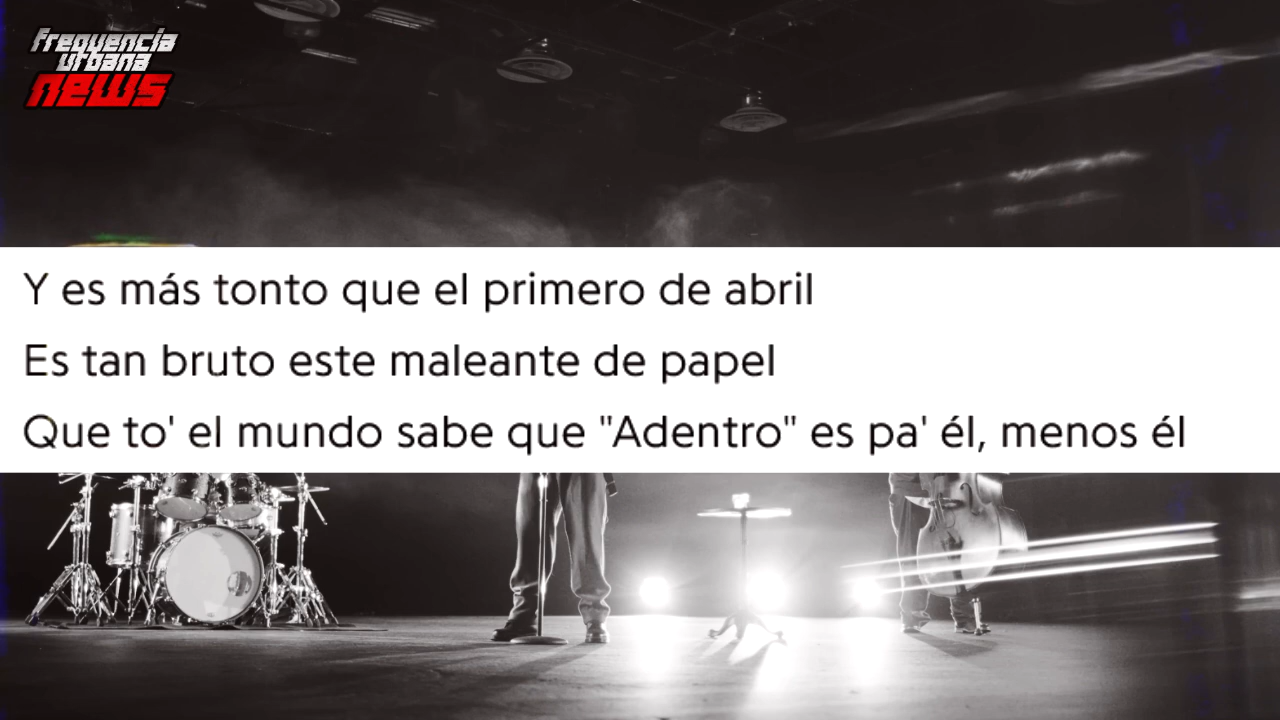 frequencia
urbana
news
Y es más tonto que el primero de abril
Es tan bruto este maleante de papel
Que to' el mundo sabe que "Adentro" es pa' él, menos él